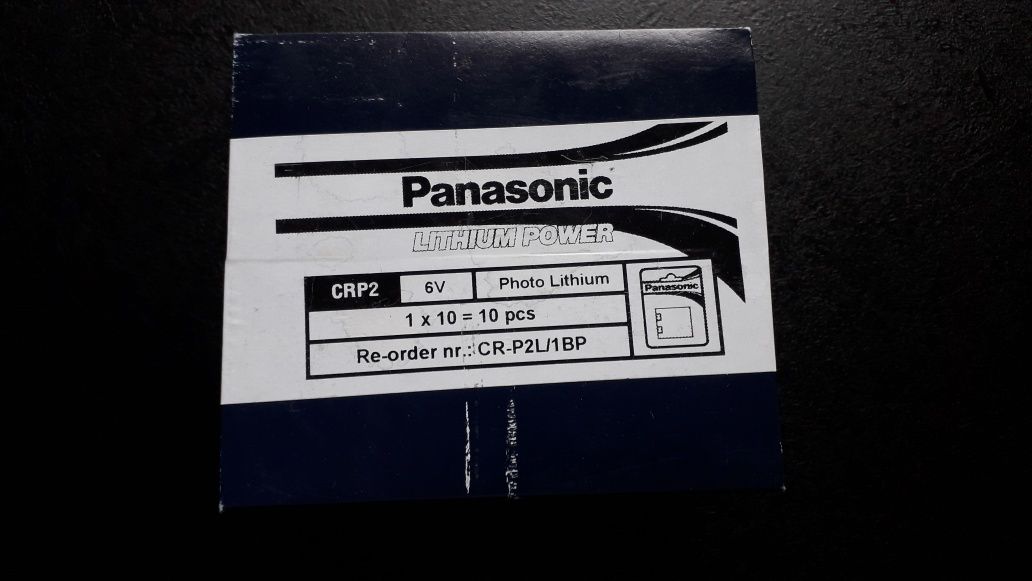 Panasonic
LITHIUM POWER
CRP2 6V Photo Lithium
1 x 10 = 10 pcs
Re-order nr.: CR-P2L/1BP
Panasonic